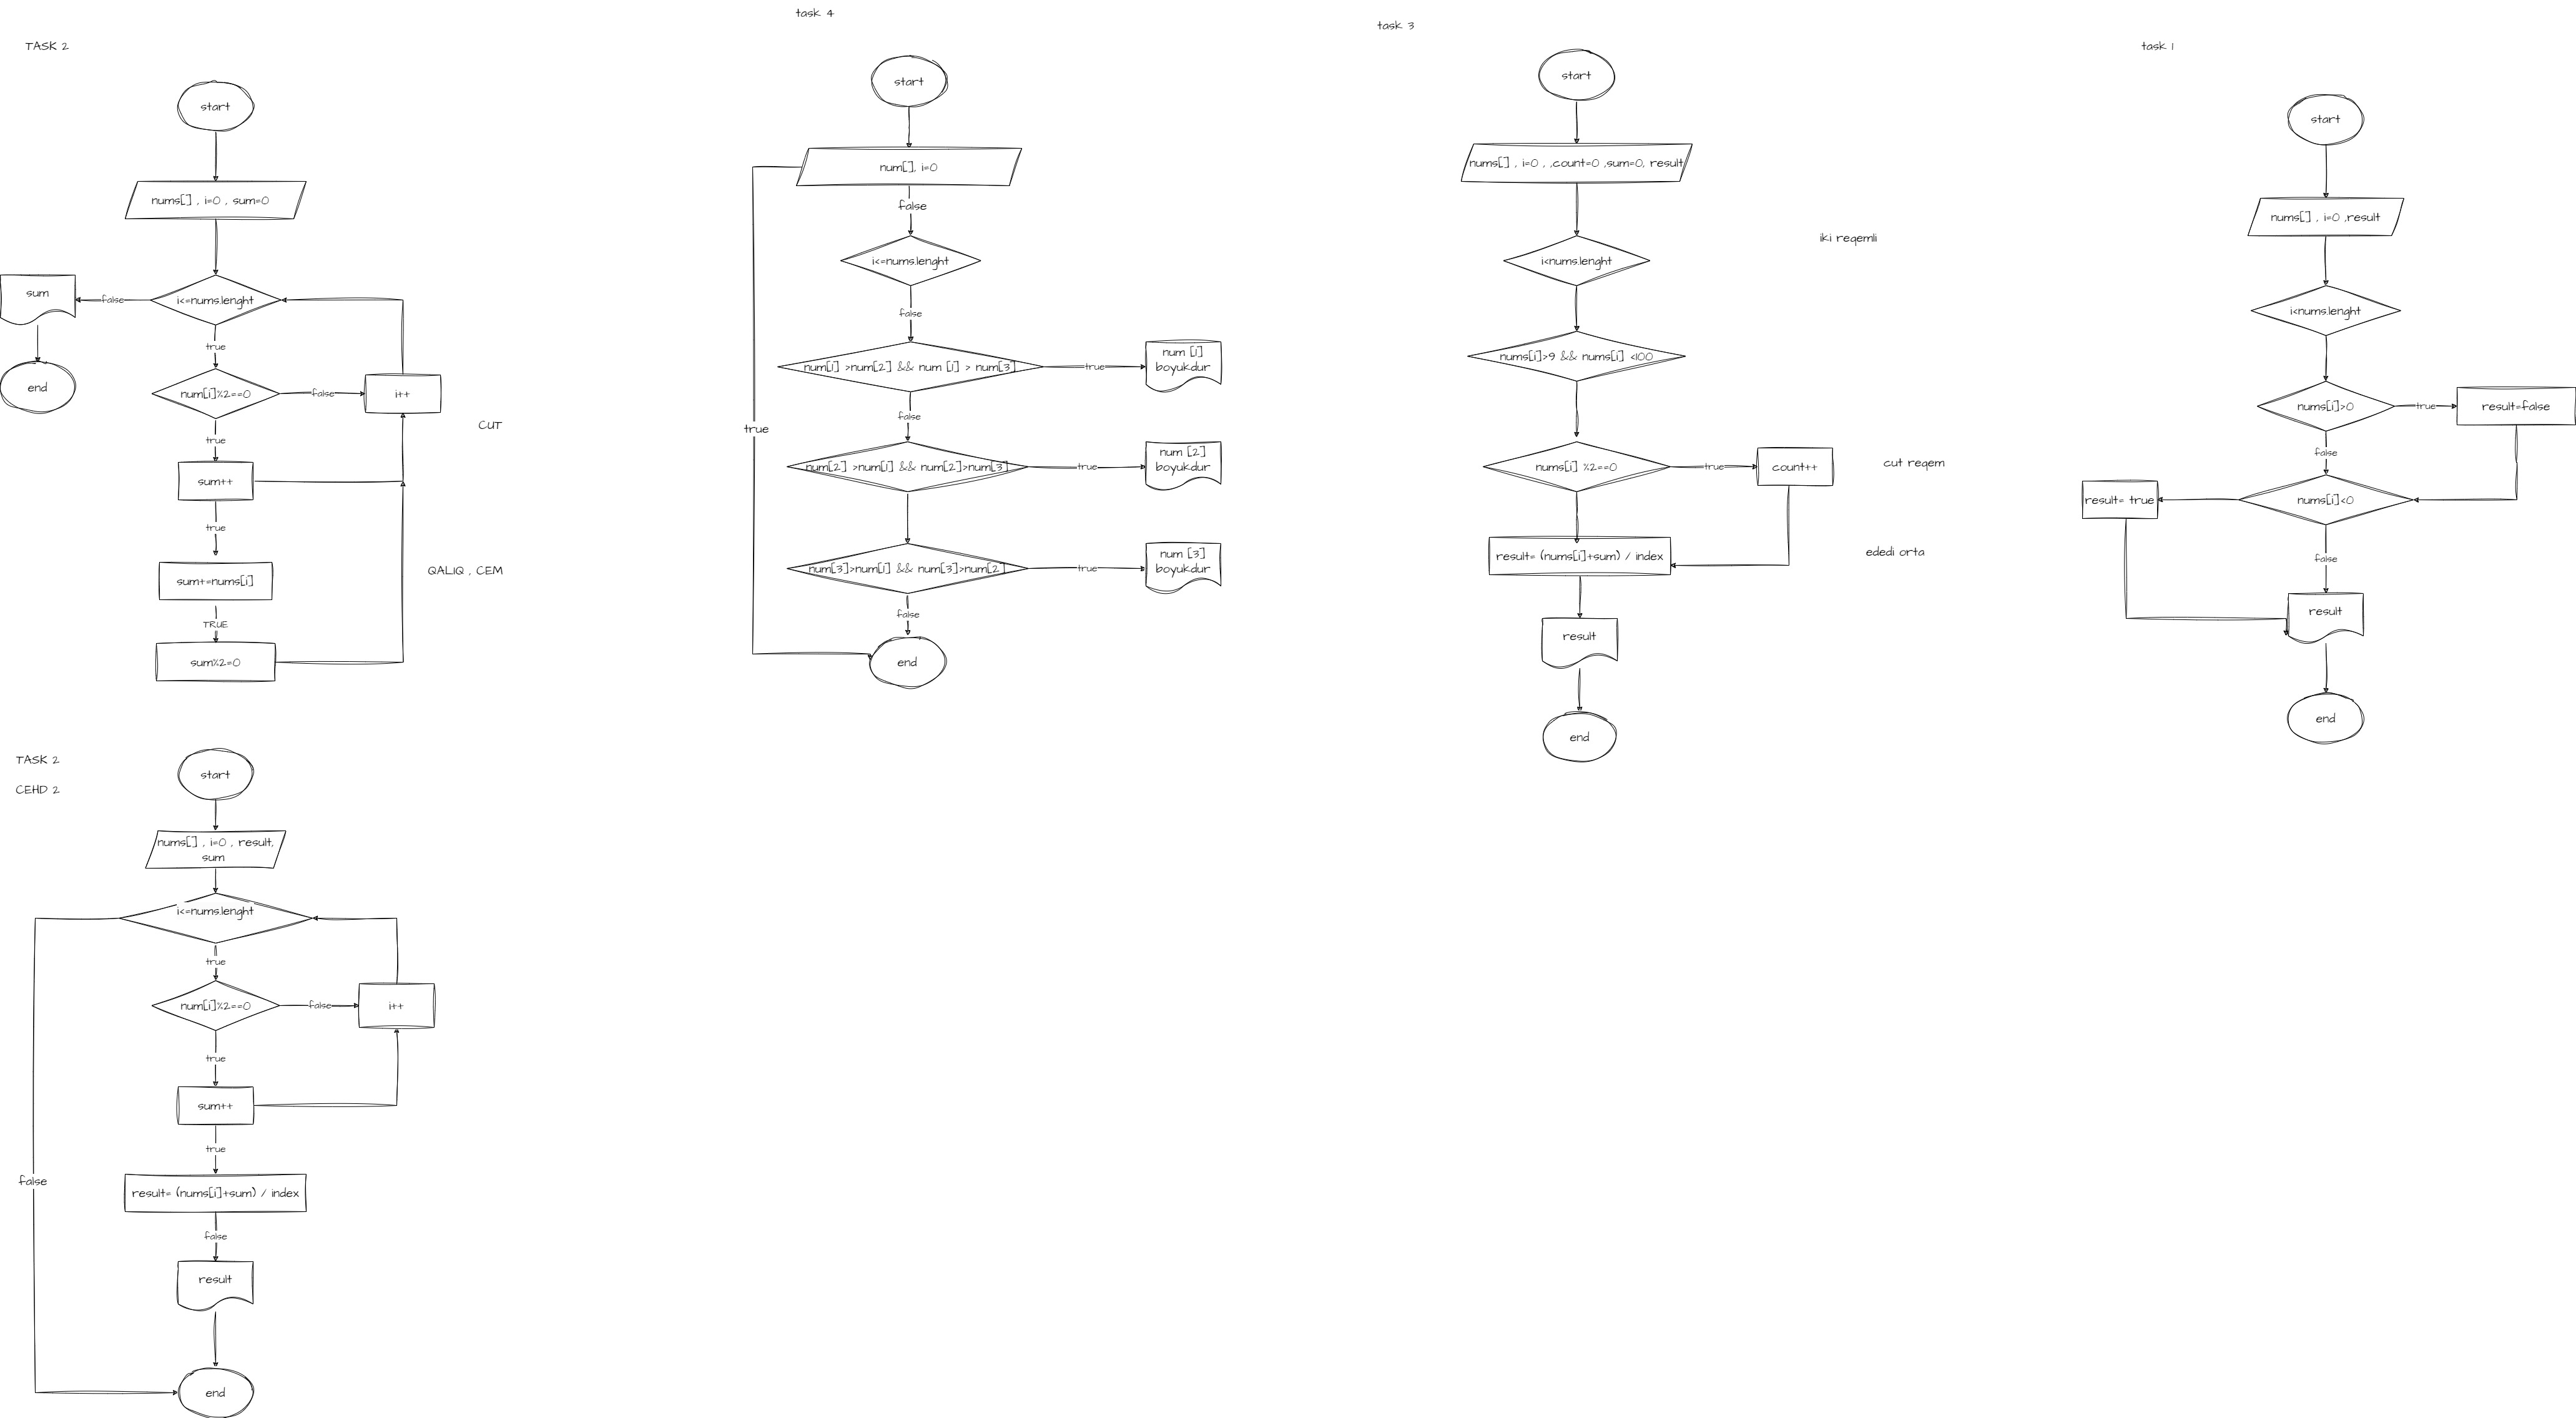 TASK 2
start
nums[] , i=0 , sum=0
i<=nums.lenght
false
sum
end
true
num[i]%2==0
false
i++
CUT
true
sum++
true
sum+=nums[i]
QALIQ , CEM
TRUE
sum%2=0
task 4
start
num[], i=0
false
i<=nums.lenght
false
num[1] >num[2] && num [1] > num[3]
true
num [1]
boyukdur
false
true
num[2] >num[1] && num[2]>num[3]
true
num [2]
boyukdur
num[3]>num[1] && num[3]>num[2]
true
num [3]
boyukdur
false
end
task 3
start
nums[] , i=0 , ,count=0 ,sum=0, result
iki reqemli
i<nums.lenght
nums[i]>9 && nums[i] <100
nums[i] %2==0
true
count++
cut reqem
result= (nums[i]+sum) / index
ededi orta
result
end
task 1
start
nums[] , i=0 ,result
i<nums.lenght
nums[i]>0
true
result=false
false
nums[i]<0
result= true
false
result
end
TASK 2
CEHD 2
start
nums[] , i=0 , result,
sum
i<=nums.lenght
true
num[i]%2==0
false
i++
true
sum++
true
false
result= (nums[i]+sum) / index
false
result
end